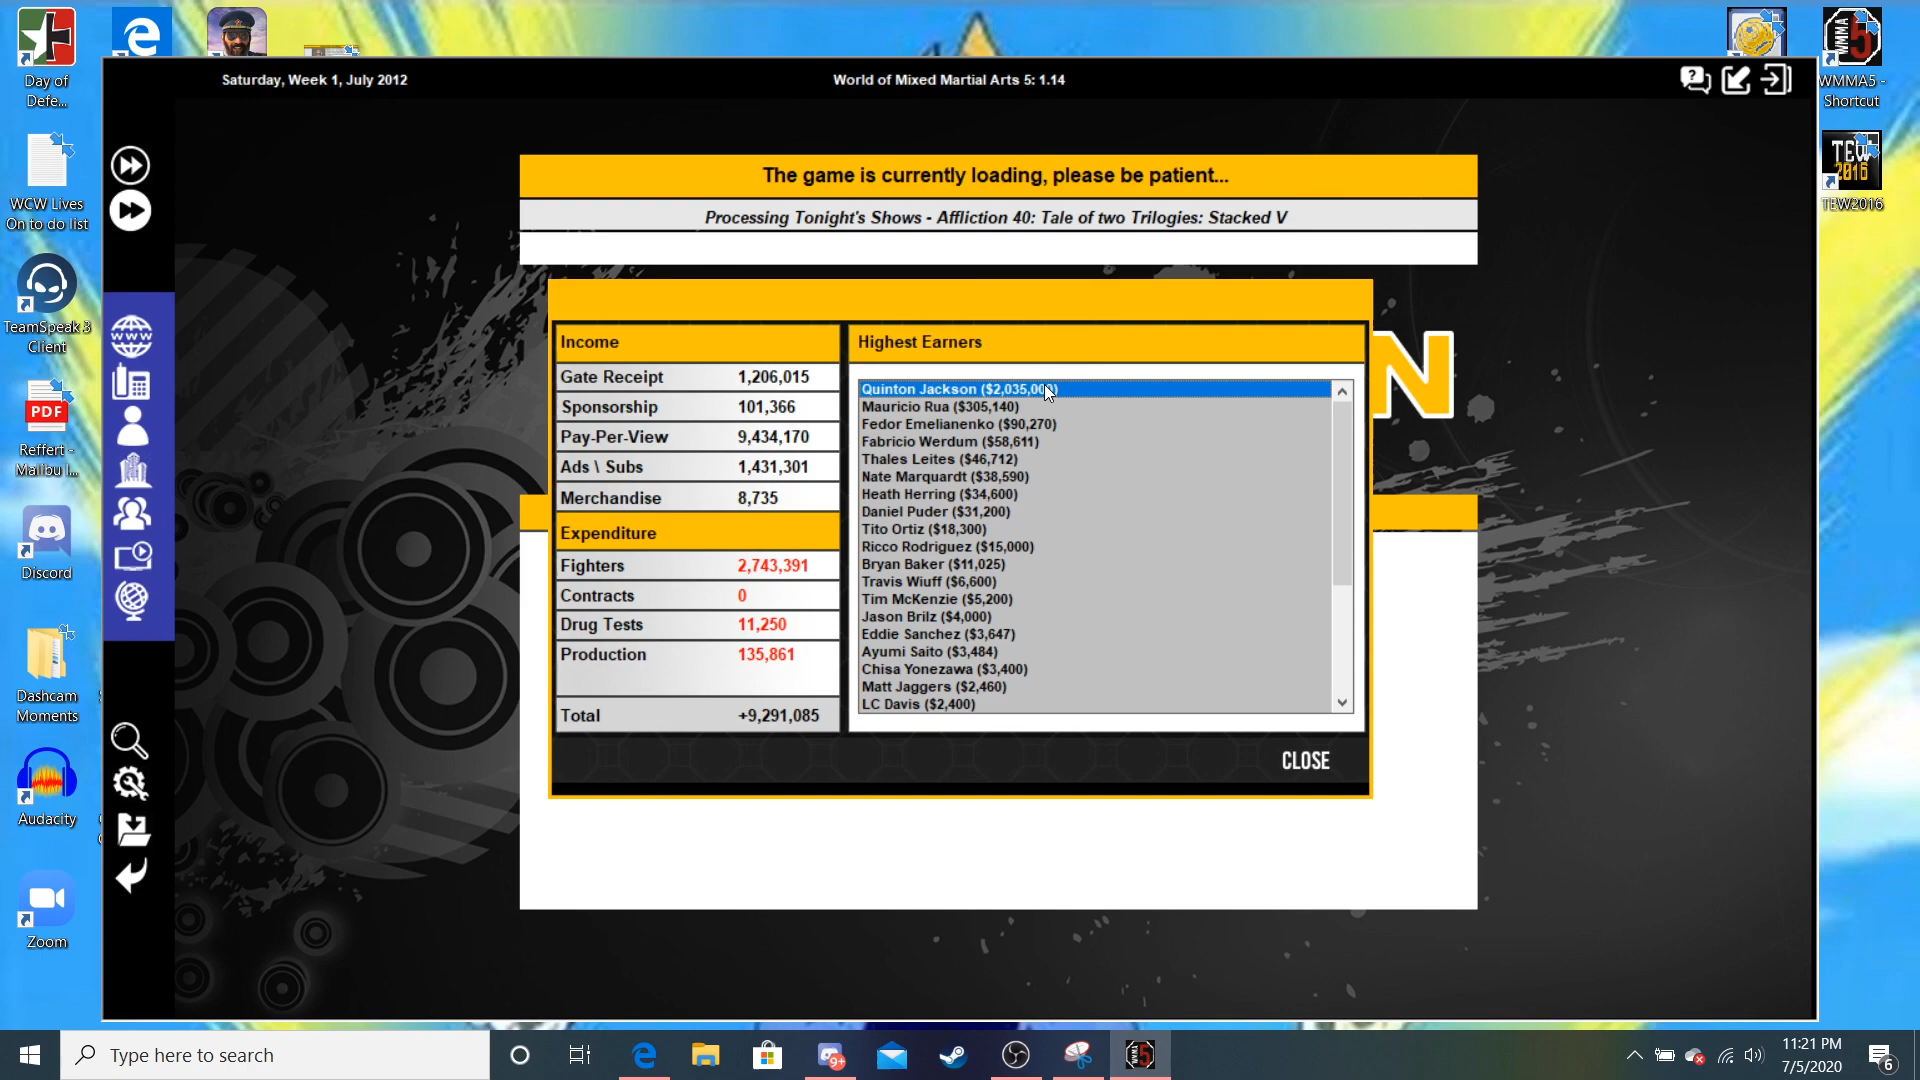 Day of
Defe...
WCW Lives
On to do list
TeamSpeak 3
Client
PDF
Reffert -
Malibu I...
Discord
Dashcam
Moments
Audacity
Zoom
WMMA5 -
Shortcut
TEW
2016
TEW2016
Saturday, Week 1, July 2012
World of Mixed Martial Arts 5: 1.14
The game is currently loading, please be patient...
Processing Tonight's Shows - Affliction 40: Tale of two Trilogies: Stacked V
WWW
N
Income
Gate Receipt 1,206,015
Sponsorship 101,366
Pay-Per-View 9,434,170
Ads \ Subs 1,431,301
Merchandise 8,735
Expenditure
Fighters 2,743,391
Contracts 0
Drug Tests 11,250
Production 135,861
Total +9,291,085
Highest Earners
Quinton Jackson ($2,035,000)
Mauricio Rua ($305,140)
Fedor Emelianenko ($90,270)
Fabricio Werdum ($58,611)
Thales Leites ($46,712)
Nate Marquardt ($38,590)
Heath Herring ($34,600)
Daniel Puder ($31,200)
Tito Ortiz ($18,300)
Ricco Rodriguez ($15,000)
Bryan Baker ($11,025)
Travis Wiuff ($6,600)
Tim McKenzie ($5,200)
Jason Brilz ($4,000)
Eddie Sanchez ($3,647)
Ayumi Saito ($3,484)
Chisa Yonezawa ($3,400)
Matt Jaggers ($2,460)
LC Davis ($2,400)
CLOSE
Type here to search
9+
11:21 PM
7/5/2020
6